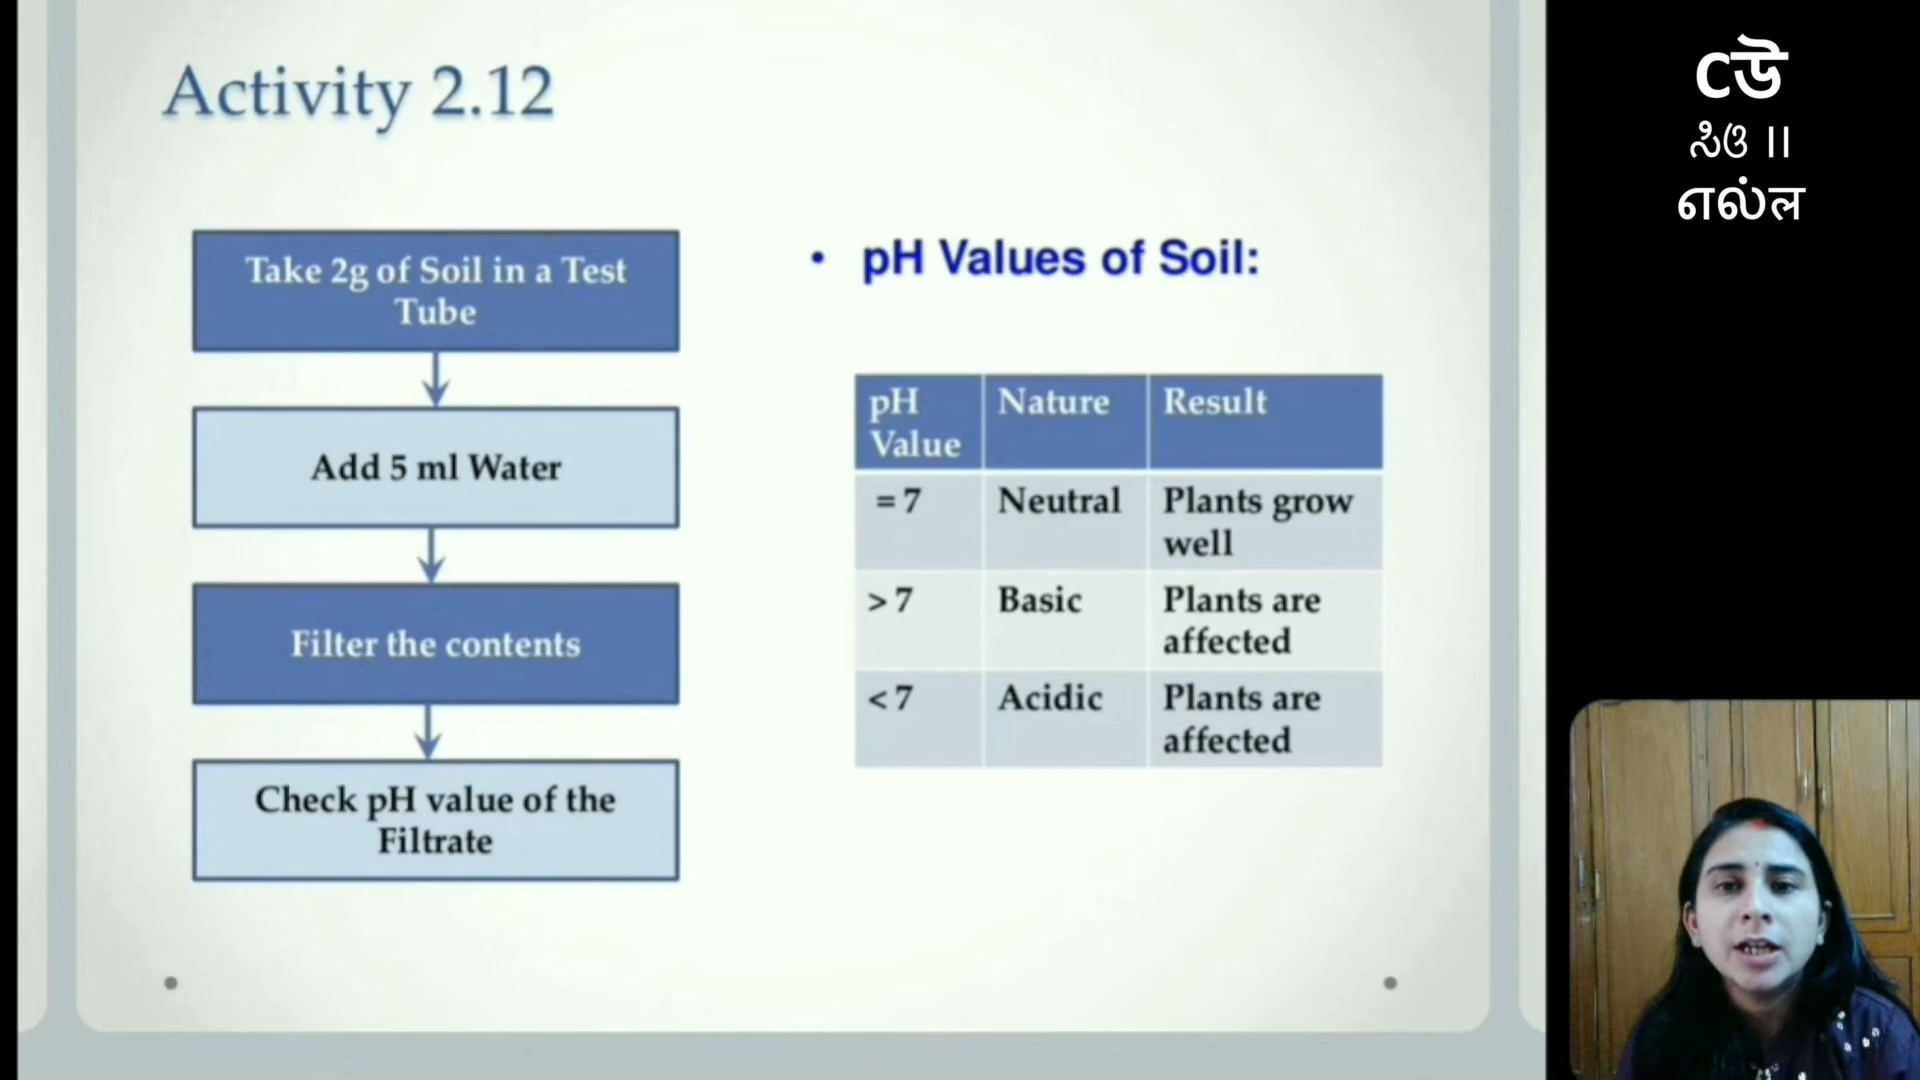 Activity 2.12
Take 2g of Soil in a Test
Tube
Add 5 ml Water
Filter the contents
Check pH value of the
Filtrate
• pH Values of Soil:
pH Value Nature Result
= 7 Neutral Plants grow well
> 7 Basic Plants are affected
< 7 Acidic Plants are affected
Cউ
ಸಿଓ ।।
எல்ல